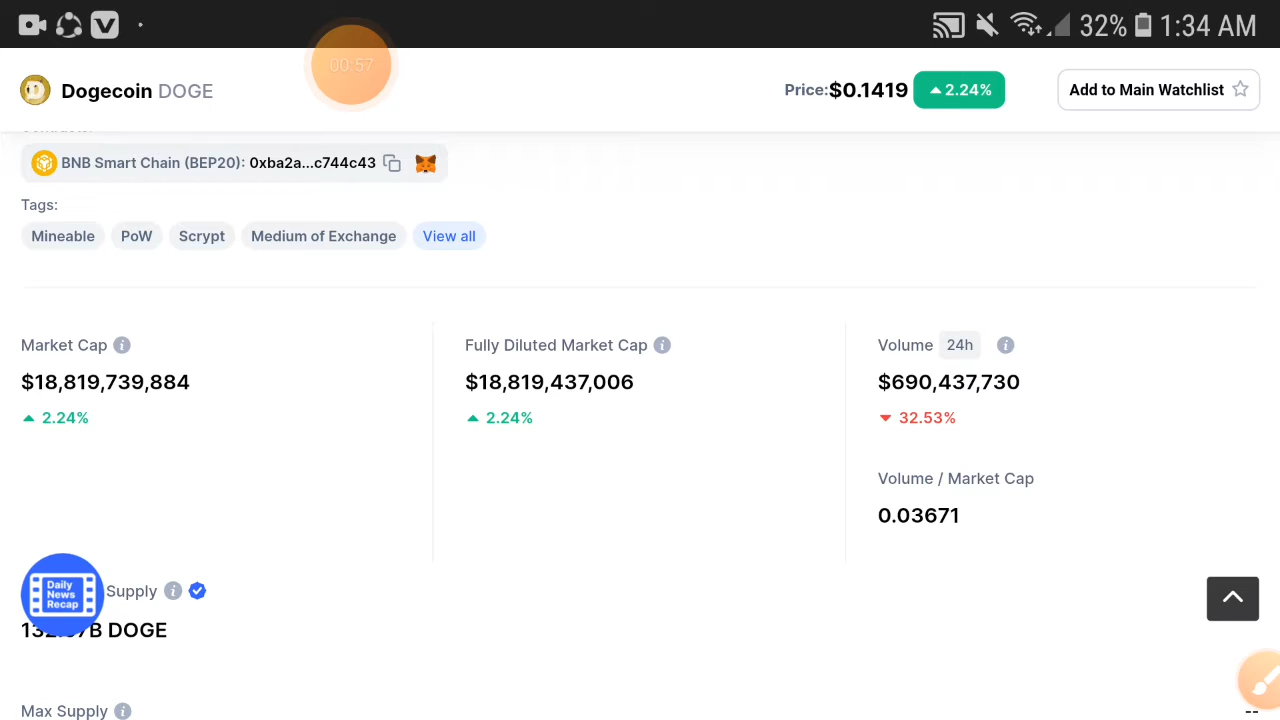 32% 1:34 AM
00:57
Dogecoin DOGE
Price:$0.1419 2.24%
Add to Main Watchlist
BNB Smart Chain (BEP20): 0xba2a...c744c43
Tags:
Mineable PoW Scrypt Medium of Exchange View all
Market Cap
$18,819,739,884
2.24%
Fully Diluted Market Cap
$18,819,437,006
2.24%
Volume 24h
$690,437,730
32.53%
Volume / Market Cap
0.03671
Daily
News
Recap
Supply
DOGE
Max Supply
--